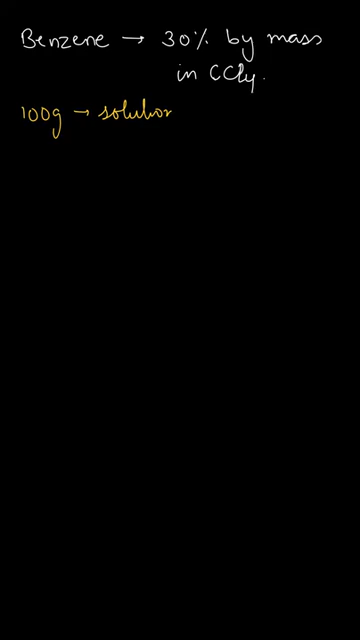 Benzene → 30% by mass
in CCl4.
100g → solution